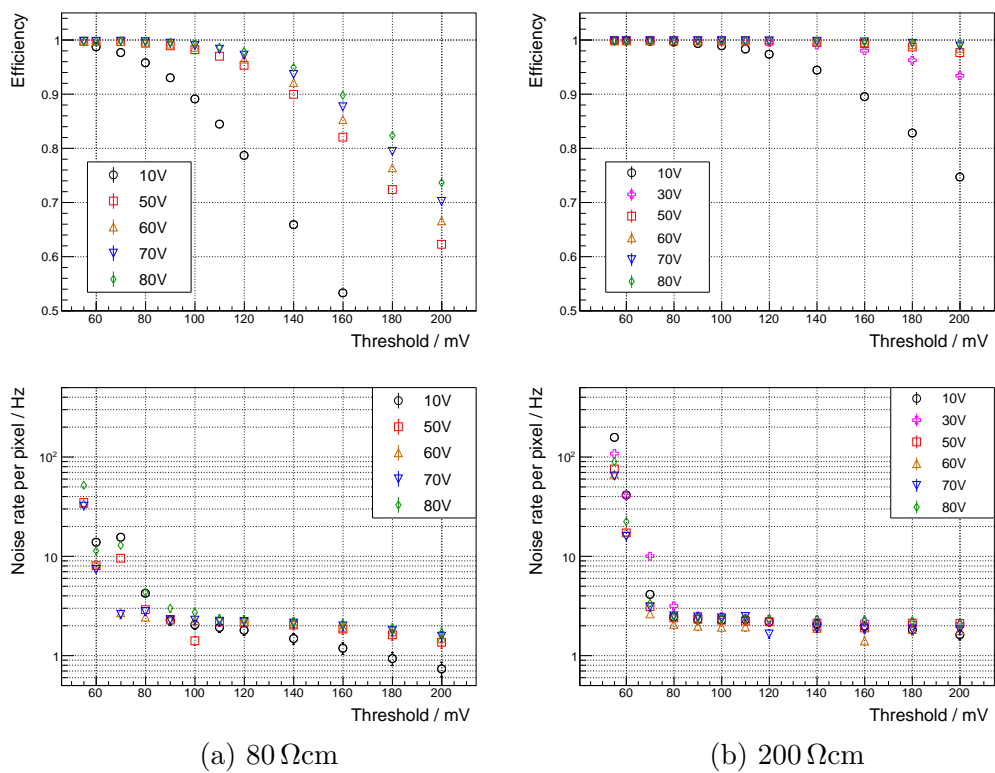 Efficiency
1
0.9
0.8
0.7
0.6
0.5
10V
50V
60V
70V
80V
60 80 100 120 140 160 180 200
Threshold / mV
Efficiency
1
0.9
0.8
0.7
0.6
0.5
10V
30V
50V
60V
70V
80V
60 80 100 120 140 160 180 200
Threshold / mV
Noise rate per pixel / Hz
10²
10
1
10V
50V
60V
70V
80V
60 80 100 120 140 160 180 200
Threshold / mV
(a) 80 Ωcm
Noise rate per pixel / Hz
10²
10
1
10V
30V
50V
60V
70V
80V
60 80 100 120 140 160 180 200
Threshold / mV
(b) 200 Ωcm